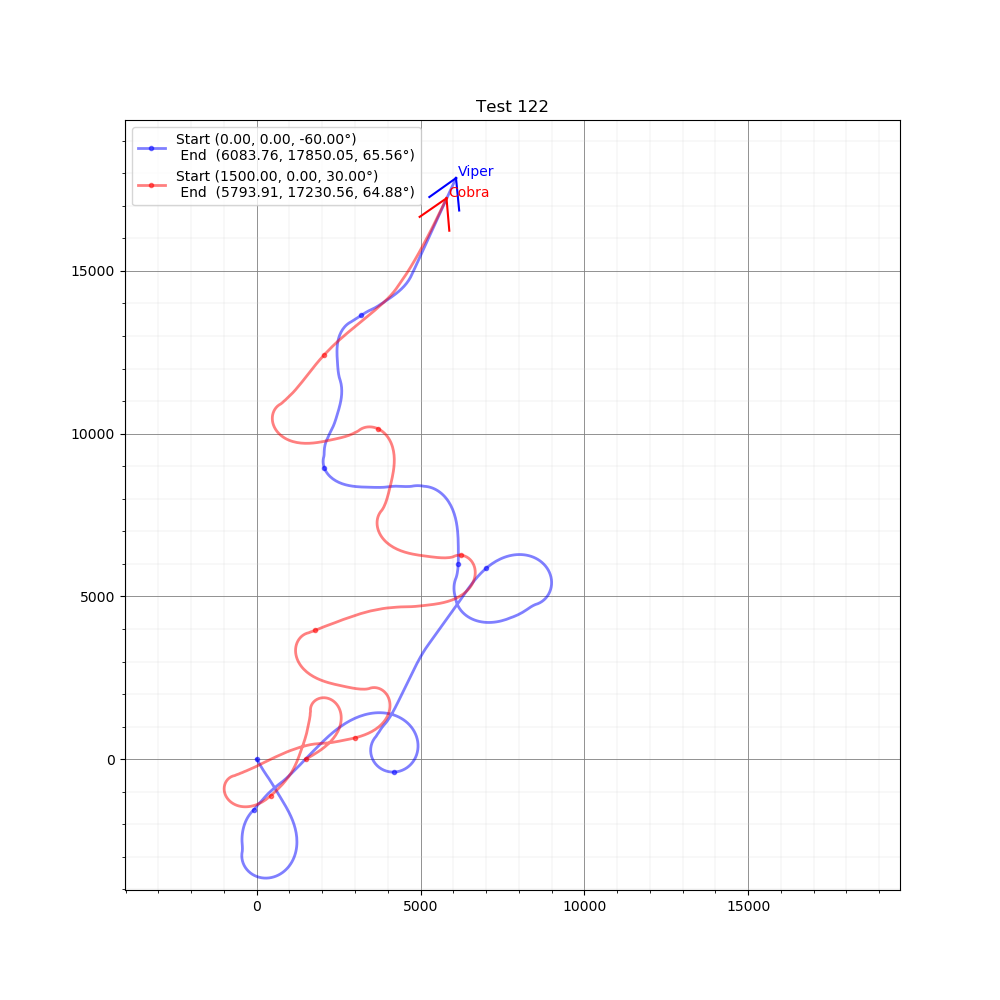 Test 122
Start (0.00, 0.00, -60.00°)
End (6083.76, 17850.05, 65.56°)
Start (1500.00, 0.00, 30.00°)
End (5793.91, 17230.56, 64.88°)
Viper
Cobra
15000
10000
5000
0
0
5000
10000
15000